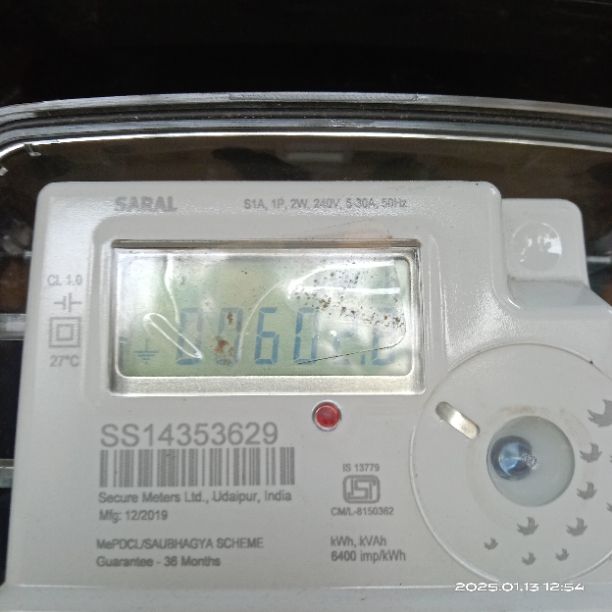 SARAL
S1A, 1P, 2W, 240V, 5-30A, 50Hz
CL 1.0
27°C
SS14353629
Secure Meters Ltd., Udaipur, India
Mfg: 12/2019
MePDCL/SAUBHAGYA SCHEME
Guarantee - 36 Months
IS 13779
CM/L-8150362
kWh, kVAh
6400 imp/kWh
2025.01.13 12:54